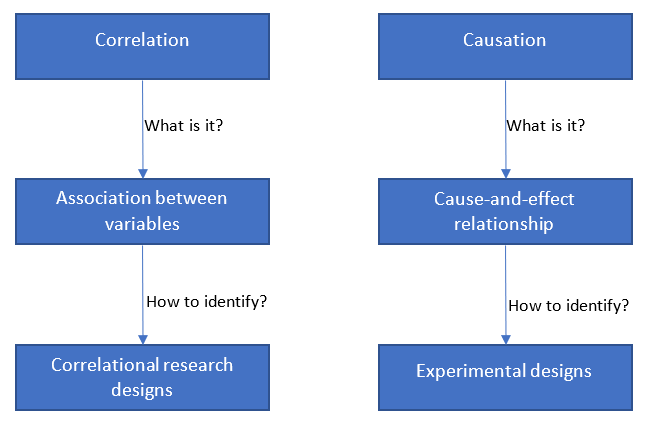 Correlation
Causation
What is it?
What is it?
Association between
variables
Cause-and-effect
relationship
How to identify?
How to identify?
Correlational research
designs
Experimental designs